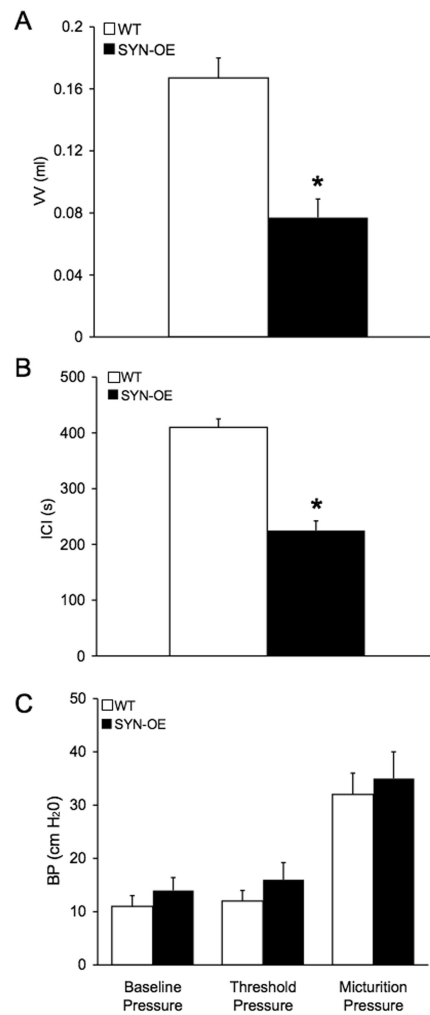 A
WT
SYN-OE
0.2
0.16
0.12
0.08
0.04
0
VV (ml)
*
B
WT
SYN-OE
500
400
300
200
100
0
ICI (s)
*
C
WT
SYN-OE
50
40
30
20
10
0
BP (cm H₂0)
Baseline Threshold Micturition
Pressure Pressure Pressure